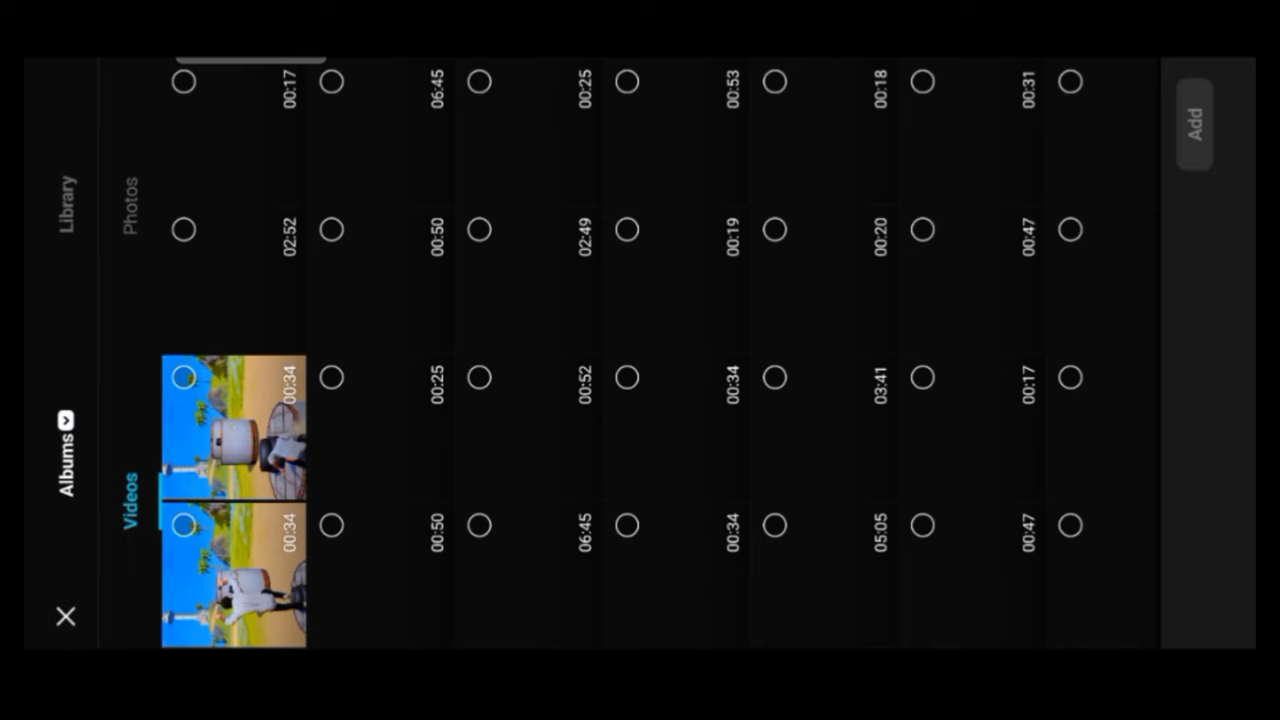 Albums Library
Videos Photos
00:34 00:34 02:52 00:17
00:50 00:25 00:50 06:45
06:45 00:52 02:49 00:25
00:34 00:34 00:19 00:53
05:05 03:41 00:20 00:18
00:47 00:17 00:47 00:31
Add